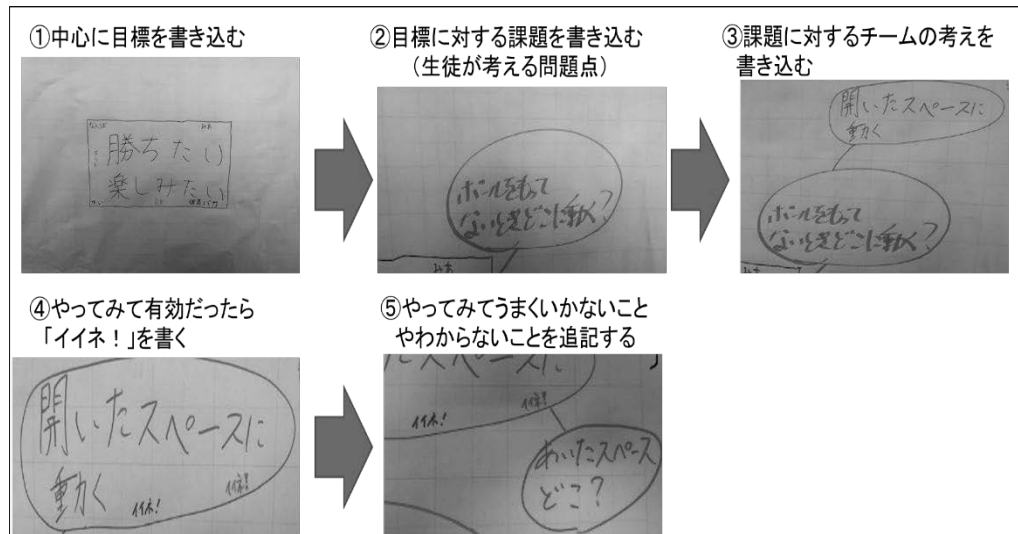 ①中心に目標を書き込む
勝ちたい
楽しみたい
②目標に対する課題を書き込む
（生徒が考える問題点）
ボールをもって
ないときどこに動く？
③課題に対するチームの考えを
書き込む
開いたスペースに
動く
ボールをもって
ないときどこに動く？
④やってみて有効だったら
「イイネ！」を書く
開いたスペースに
動く
イイネ!
イイネ!
⑤やってみてうまくいかないこと
やわからないことを追記する
たスペースに
イイネ!
イイネ!
あいたスペース
どこ？